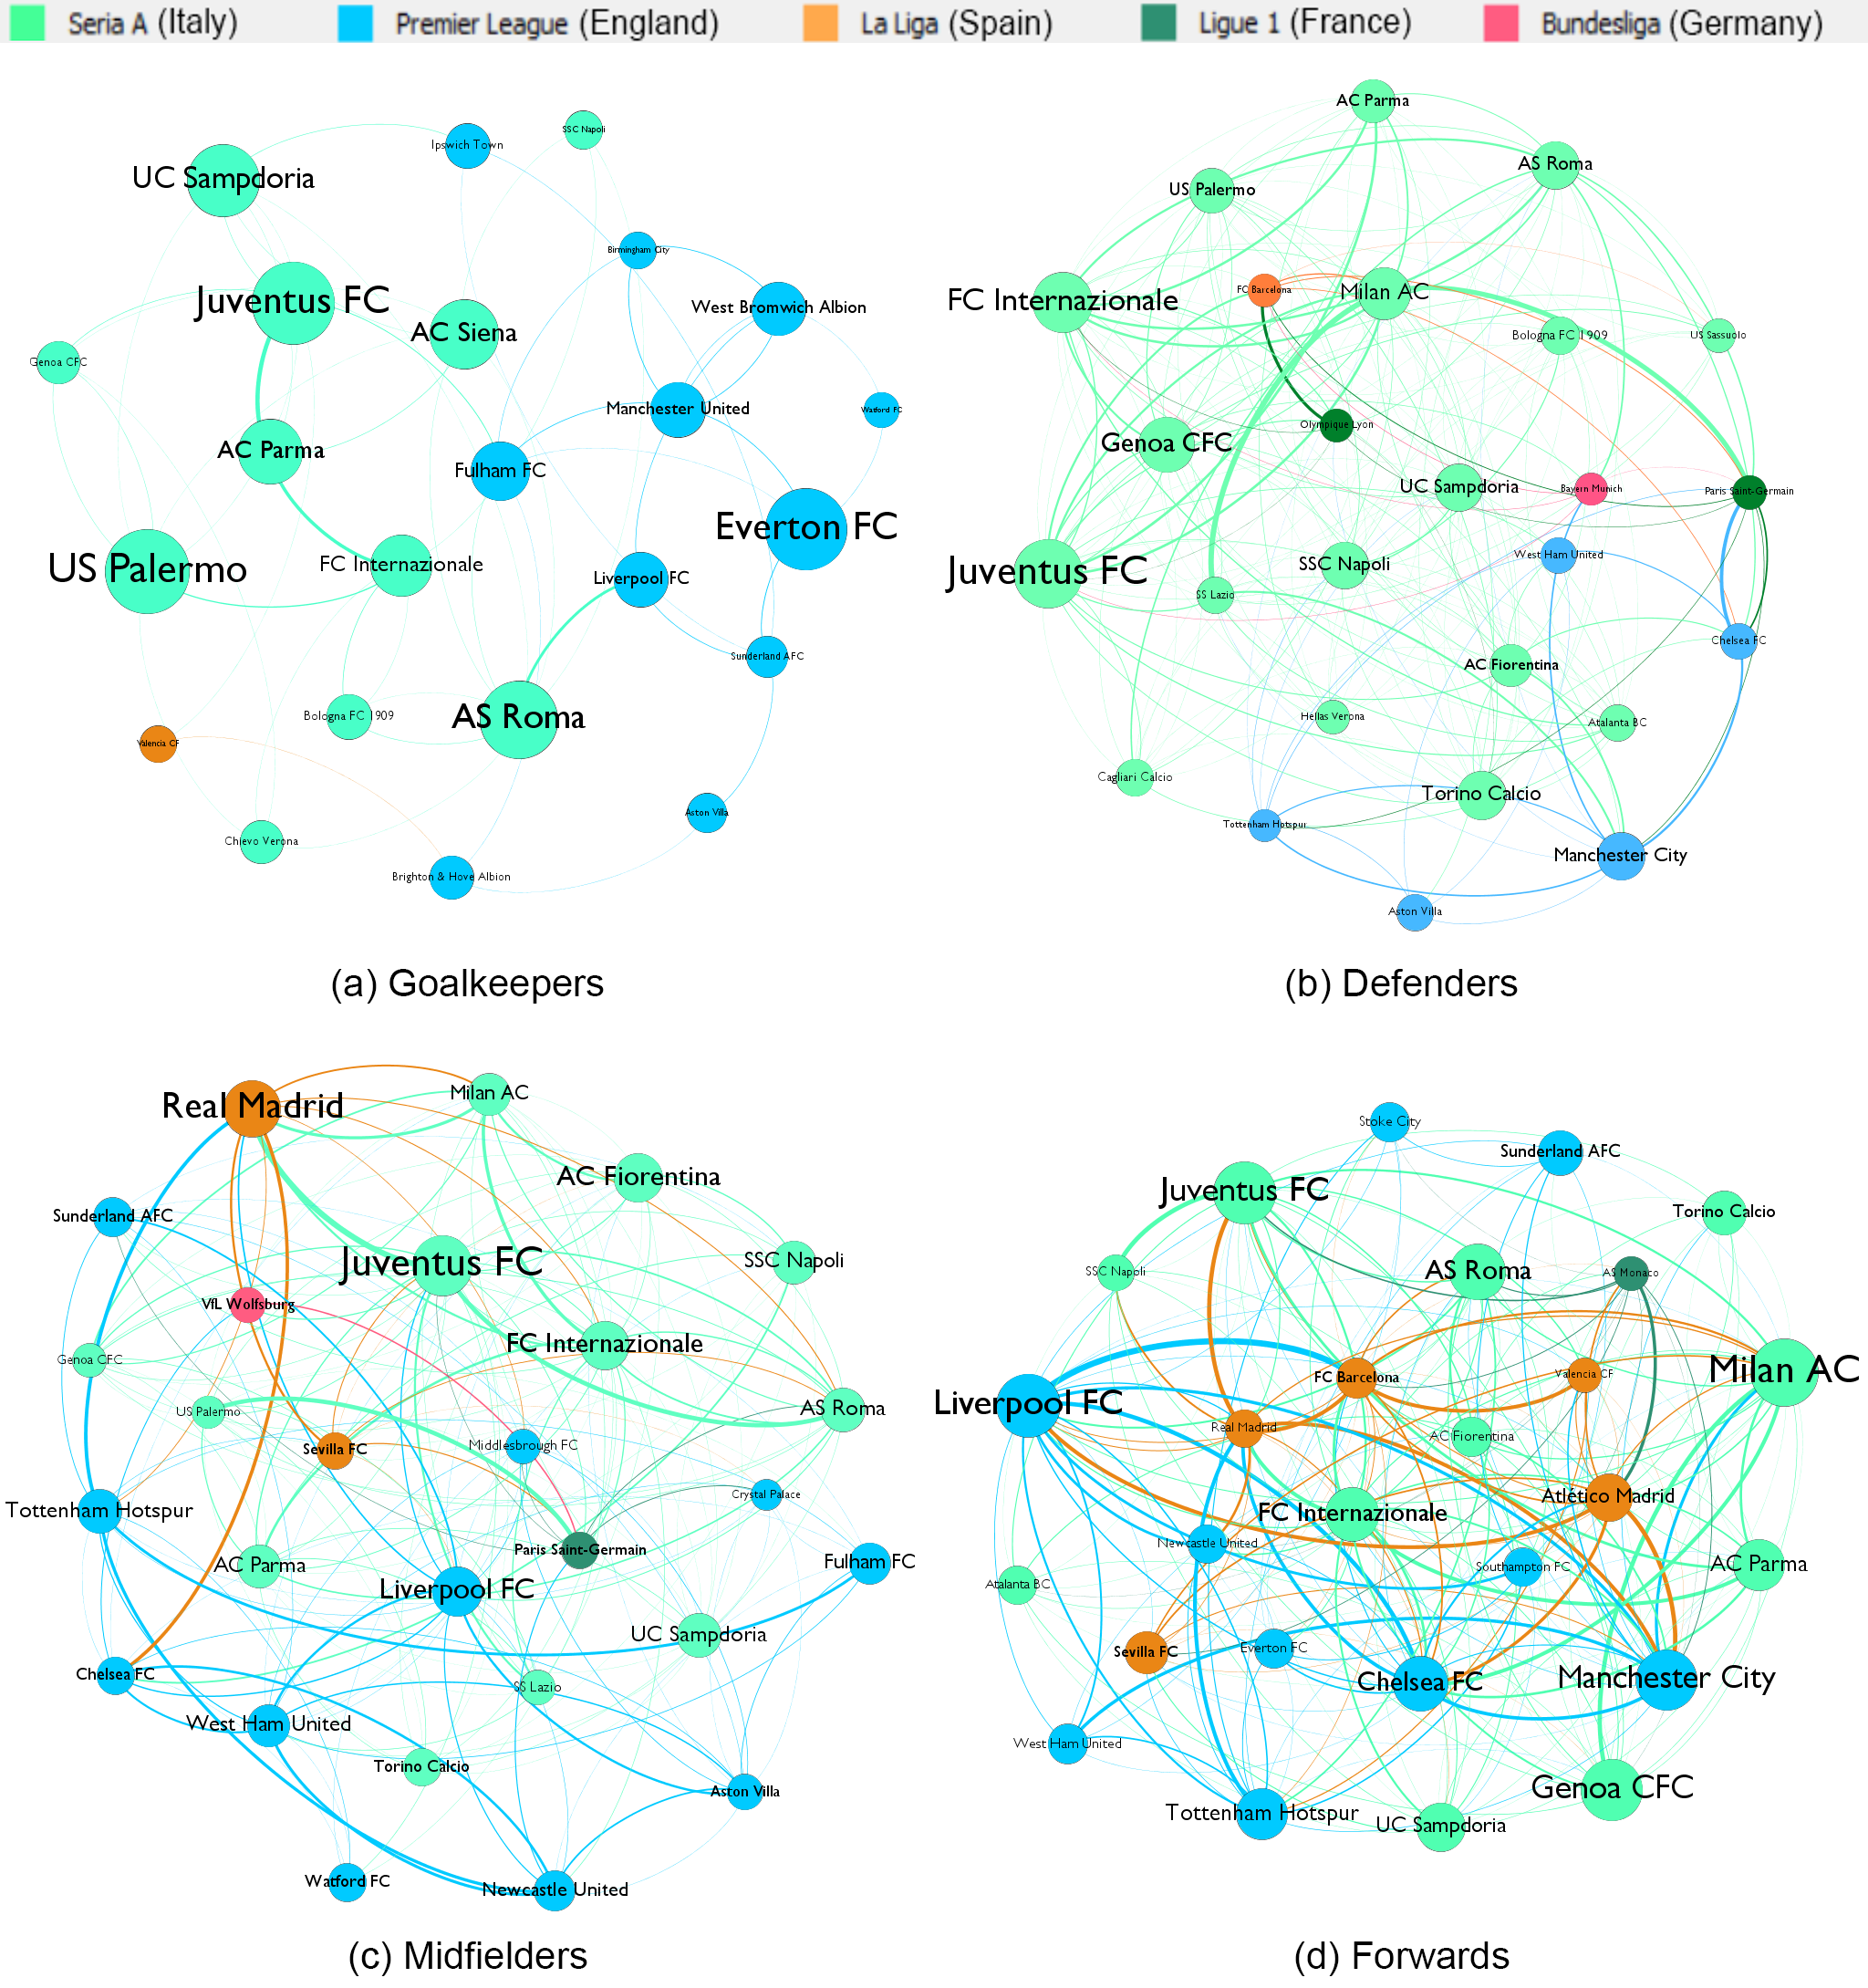 Seria A (Italy) Premier League (England) La Liga (Spain) Ligue 1 (France) Bundesliga (Germany)
SSC Napoli
Ipswich Town
UC Sampdoria
Birmingham City
Juventus FC
West Bromwich Albion
AC Siena
Genoa CFC
Manchester United
Watford FC
AC Parma
Fulham FC
Everton FC
US Palermo
FC Internazionale
Liverpool FC
Sunderland AFC
Bologna FC 1909
AS Roma
Valencia CF
Aston Villa
Chievo Verona
Brighton & Hove Albion
(a) Goalkeepers
AC Parma
AS Roma
US Palermo
FC Barcelona
Milan AC
FC Internazionale
Bologna FC 1909
US Sassuolo
Olympique Lyon
Genoa CFC
UC Sampdoria
Bayern Munich
Paris Saint-Germain
West Ham United
SSC Napoli
Juventus FC
SS Lazio
Chelsea FC
AC Fiorentina
Hellas Verona
Atalanta BC
Cagliari Calcio
Torino Calcio
Tottenham Hotspur
Manchester City
Aston Villa
(b) Defenders
Milan AC
Real Madrid
AC Fiorentina
Sunderland AFC
Juventus FC
SSC Napoli
VfL Wolfsburg
FC Internazionale
Genoa CFC
AS Roma
US Palermo
Sevilla FC
Middlesbrough FC
Crystal Palace
Tottenham Hotspur
Paris Saint-Germain
AC Parma
Fulham FC
Liverpool FC
UC Sampdoria
Chelsea FC
SS Lazio
West Ham United
Torino Calcio
Aston Villa
Watford FC
Newcastle United
(c) Midfielders
Stoke City
Sunderland AFC
Juventus FC
Torino Calcio
SSC Napoli
AS Roma
AS Monaco
FC Barcelona
Valencia CF
Milan AC
Liverpool FC
Real Madrid
AC Fiorentina
Atlético Madrid
FC Internazionale
Newcastle United
Southampton FC
AC Parma
Atalanta BC
Everton FC
Sevilla FC
Chelsea FC
Manchester City
West Ham United
Genoa CFC
Tottenham Hotspur
UC Sampdoria
(d) Forwards